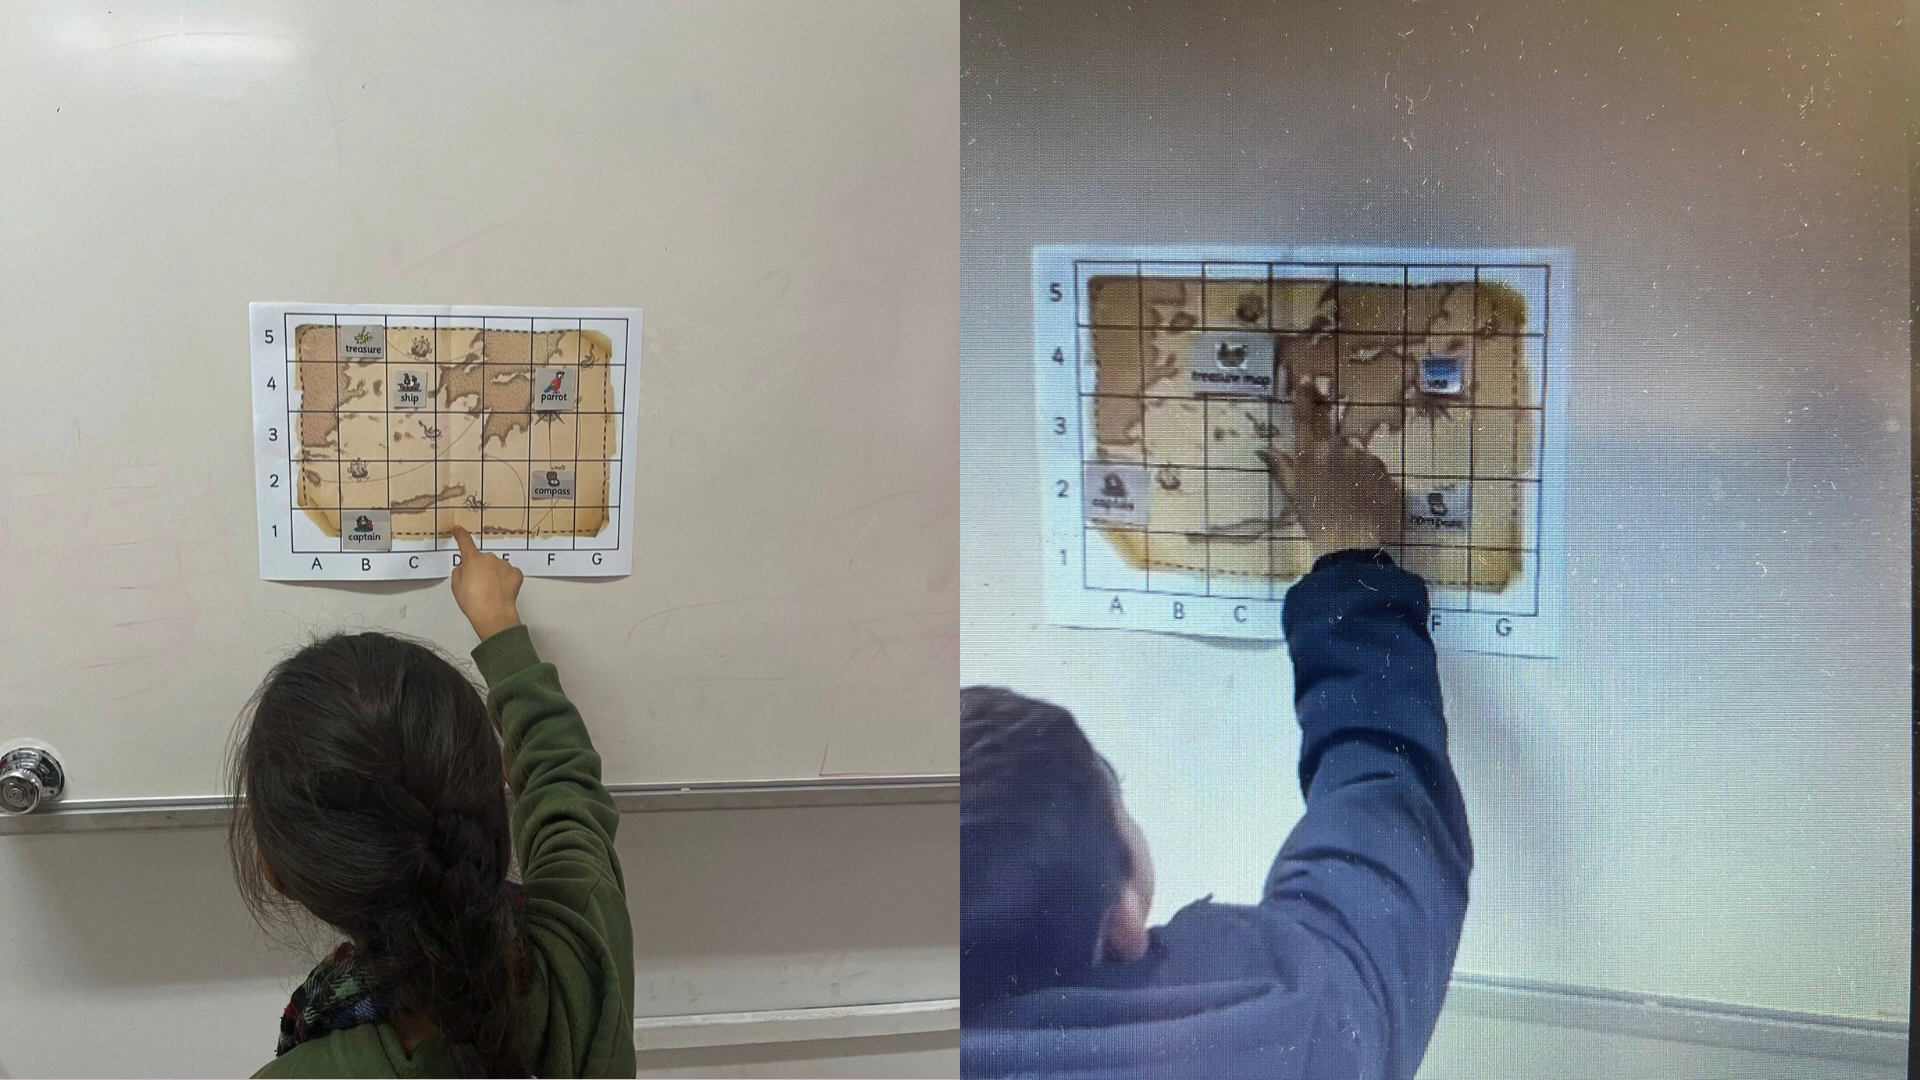 5
treasure
4
ship
parrot
3
2
compass
1
captain
A B C D E F G
5
4
treasure map
sea
3
2
captain
compass
1
A B C F G